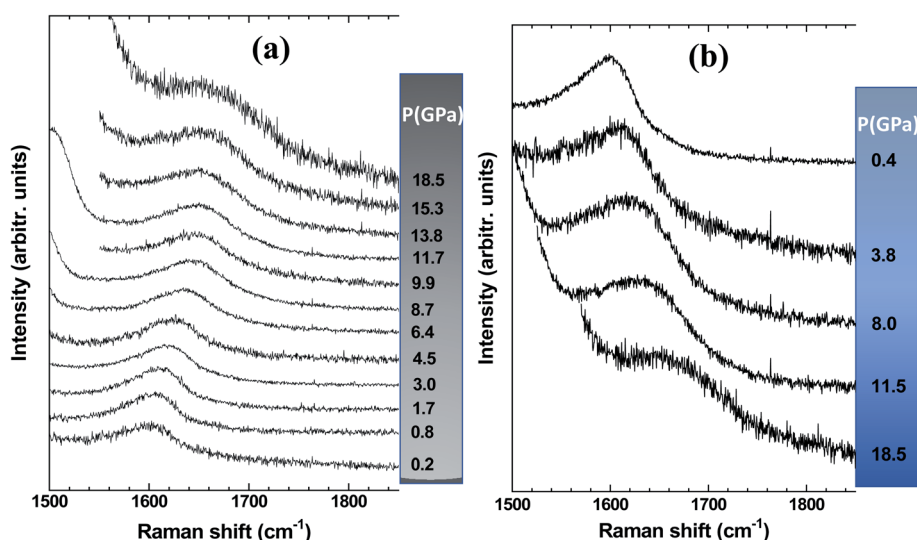 (a)
P(GPa)
18.5
15.3
13.8
11.7
9.9
8.7
6.4
4.5
3.0
1.7
0.8
0.2
Intensity (arbitr. units)
1500 1600 1700 1800
Raman shift (cm⁻¹)
(b)
P(GPa)
0.4
3.8
8.0
11.5
18.5
Intensity (arbitr. units)
1500 1600 1700 1800
Raman shift (cm⁻¹)